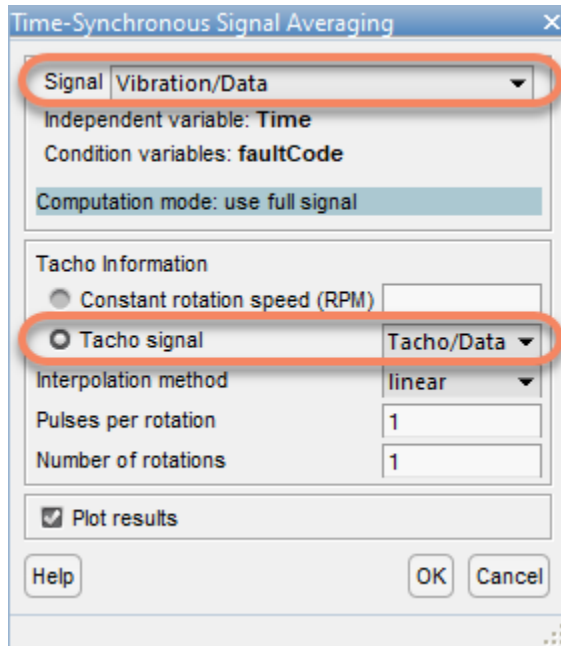 Time-Synchronous Signal Averaging
Signal Vibration/Data
Independent variable: Time
Condition variables: faultCode
Computation mode: use full signal
Tacho Information
Constant rotation speed (RPM)
Tacho signal Tacho/Data
Interpolation method linear
Pulses per rotation 1
Number of rotations 1
Plot results
Help OK Cancel